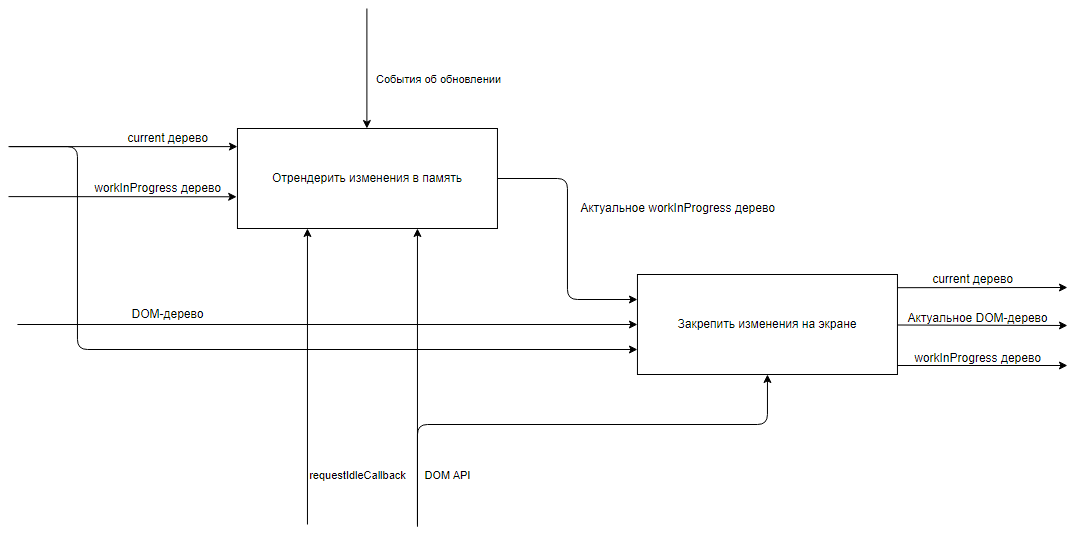 События об обновлении
current дерево
Отрендерить изменения в память
workInProgress дерево
Актуальное workInProgress дерево
current дерево
DOM-дерево
Закрепить изменения на экране
Актуальное DOM-дерево
workInProgress дерево
requestIdleCallback
DOM API